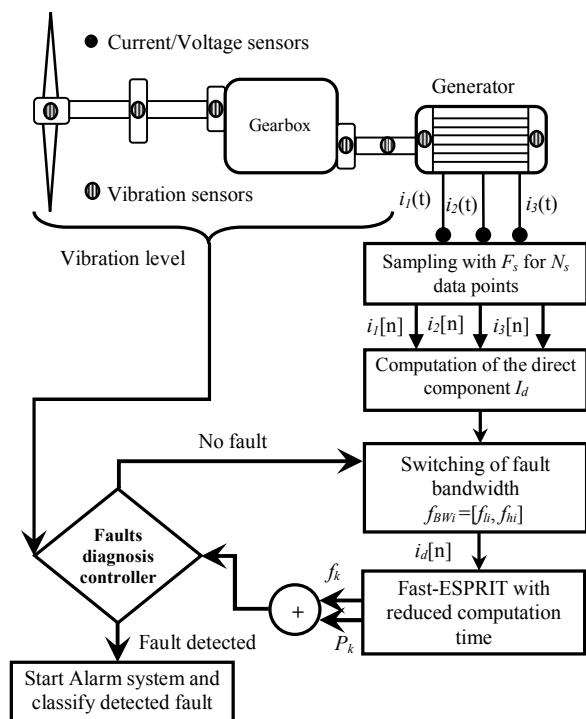 Current/Voltage sensors
Generator
Gearbox
Vibration sensors
i1(t)
i2(t)
i3(t)
Vibration level
Sampling with Fs for Ns
data points
i1[n]
i2[n]
i3[n]
Computation of the direct
component Id
No fault
Switching of fault
bandwidth
fBWi=[fli, fhi]
id[n]
Faults
diagnosis
controller
fk
+
Pk
Fast-ESPRIT with
reduced computation
time
Fault detected
Start Alarm system and
classify detected fault